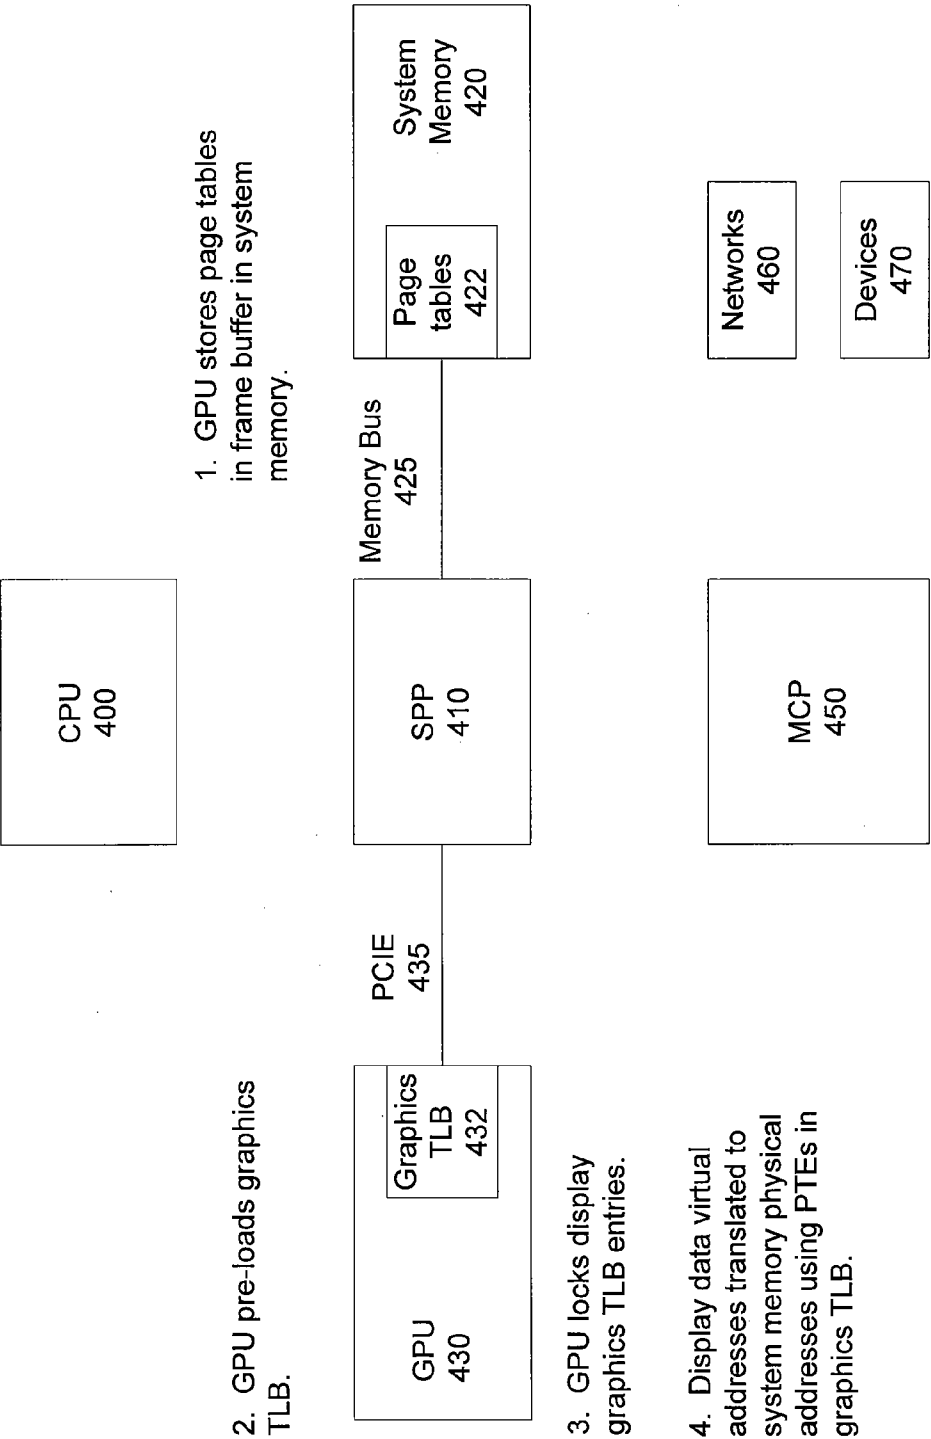 CPU
400
1. GPU stores page tables
in frame buffer in system
memory.
2. GPU pre-loads graphics
TLB.
GPU
430
Graphics
TLB
432
PCIE
435
SPP
410
Memory Bus
425
Page
tables
422
System
Memory
420
3. GPU locks display
graphics TLB entries.
4. Display data virtual
addresses translated to
system memory physical
addresses using PTEs in
graphics TLB.
MCP
450
Networks
460
Devices
470